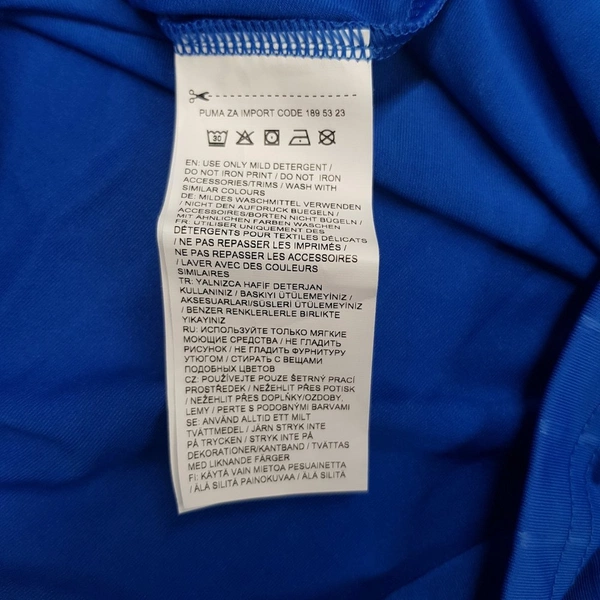 PUMA ZA IMPORT CODE 189 53 23
30
EN: USE ONLY MILD DETERGENT /
DO NOT IRON PRINT / DO NOT IRON
ACCESSORIES/TRIMS / WASH WITH
SIMILAR COLOURS
DE: MILDES WASCHMITTEL VERWENDEN
/ NICHT DEN AUFDRUCK BUEGELN /
ACCESSOIRES/BORTEN NICHT BÜGELN /
MIT ÄHNLICHEN FARBEN WASCHEN
FR: UTILISER UNIQUEMENT DES
DÉTERGENTS POUR TEXTILES DÉLICATS
/ NE PAS REPASSER LES IMPRIMÉS /
NE PAS REPASSER LES ACCESSOIRES
/ LAVER AVEC DES COULEURS
SIMILAIRES
TR: YALNIZCA HAFİF DETERJAN
KULLANINIZ / BASKIYI ÜTÜLEMEYİNİZ /
AKSESUARLARI/SÜSLERİ ÜTÜLEMEYİNİZ
/ BENZER RENKLERLERLE BIRLIKTE
YIKAYINIZ
RU: ИСПОЛЬЗУЙТЕ ТОЛЬКО МЯГКИЕ
МОЮЩИЕ СРЕДСТВА / НЕ ГЛАДИТЬ
РИСУНОК / НЕ ГЛАДИТЬ ФУРНИТУРУ
УТЮГОМ / СТИРАТЬ С ВЕЩАМИ
ПОДОБНЫХ ЦВЕТОВ
CZ: POUŽÍVEJTE POUZE ŠETRNÝ PRACÍ
PROSTŘEDEK / NEŽEHLIT PŘES POTISK
/ NEŽEHLIT PŘES DOPLŇKY/OZDOBY.
LEMY / PERTE S PODOBNÝMI BARVAMI
SE: ANVÄND ALLTID ETT MILT
TVÄTTMEDEL / JÄRN STRYK INTE
PÅ TRYCKEN / STRYK INTE PÅ
DEKORATIONER/KANTBAND / TVÄTTAS
MED LIKNANDE FÄRGER
FI: KÄYTÄ VAIN MIETOA PESUAINETTA
/ ÄLÄ SILITÄ PAINOKUVAA / ÄLÄ SILITÄ